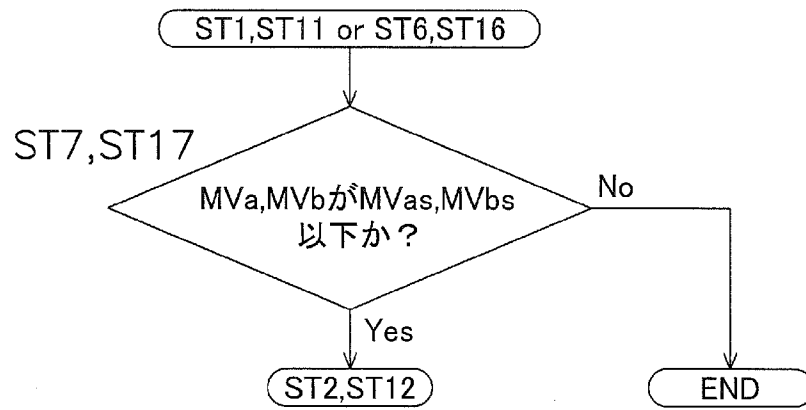 ST1,ST11 or ST6,ST16
ST7,ST17
MVa,MVbがMVas,MVbs
以下か？
No
Yes
ST2,ST12
END